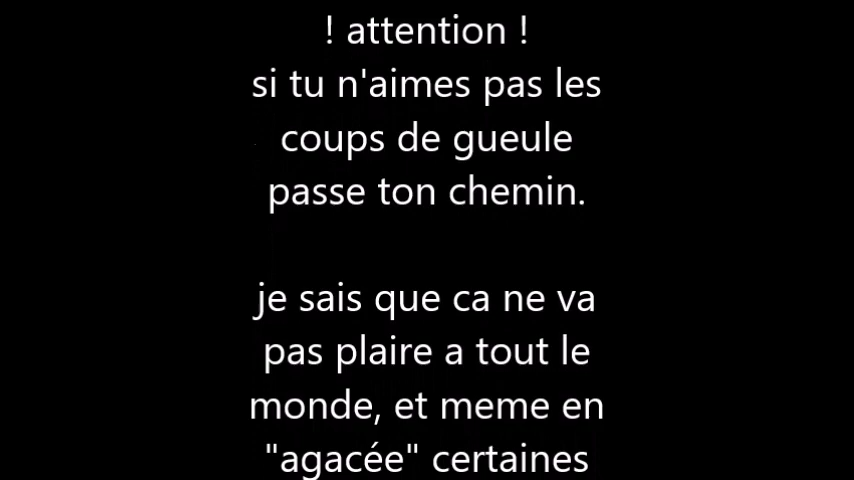 ! attention !
si tu n'aimes pas les
coups de gueule
passe ton chemin.
je sais que ca ne va
pas plaire a tout le
monde, et meme en
"agacée" certaines